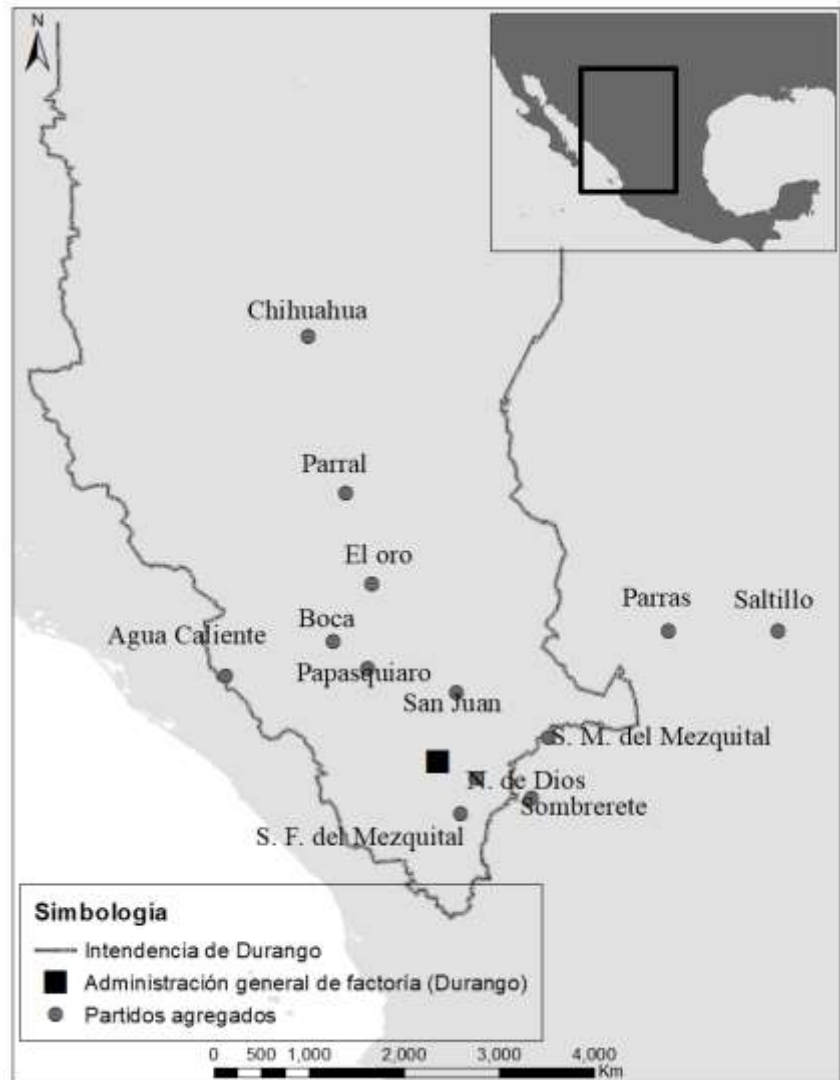 N
Chihuahua
Parral
El oro
Boca
Parras
Saltillo
Agua Caliente
Papasquiaro
San Juan
S. M. del Mezquital
N. de Dios
Sombrerete
S. F. del Mezquital
Simbología
Intendencia de Durango
Administración general de factoría (Durango)
Partidos agregados
0 500 1,000 2,000 3,000 4,000
Km